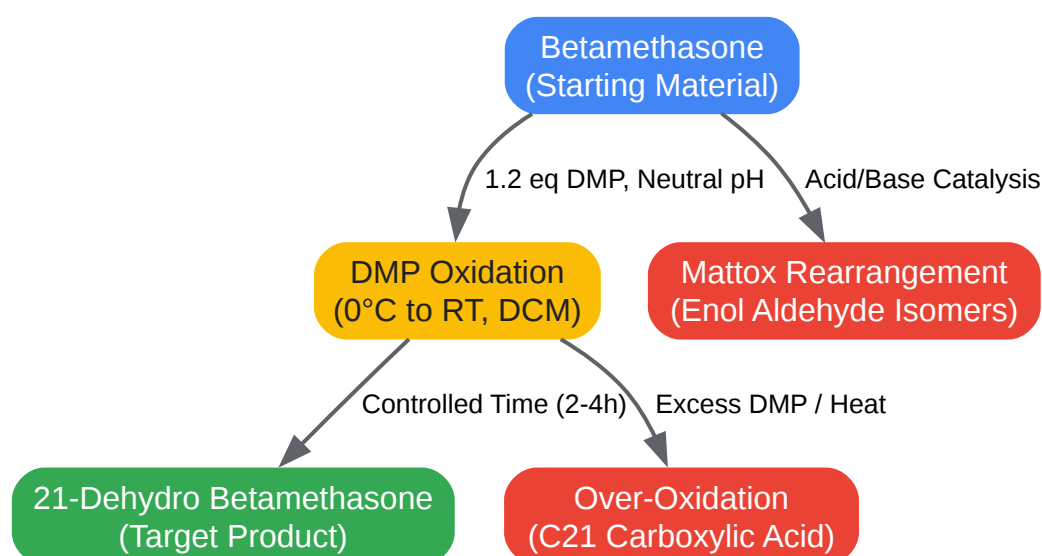 Betamethasone
(Starting Material)
1.2 eq DMP, Neutral pH
Acid/Base Catalysis
DMP Oxidation
(0°C to RT, DCM)
Mattox Rearrangement
(Enol Aldehyde Isomers)
Controlled Time (2-4h)
Excess DMP / Heat
21-Dehydro Betamethasone
(Target Product)
Over-Oxidation
(C21 Carboxylic Acid)